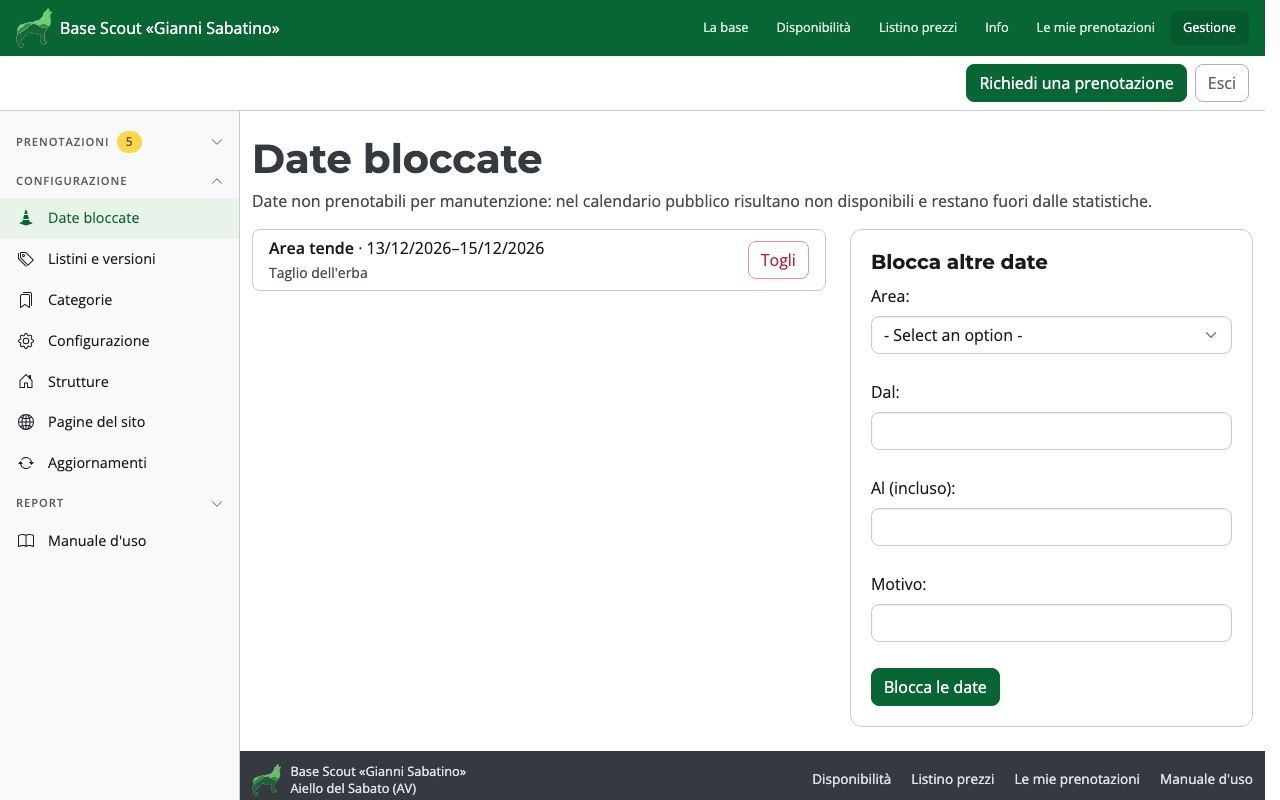 Base Scout «Gianni Sabatino»
La base
Disponibilità
Listino prezzi
Info
Le mie prenotazioni
Gestione
Richiedi una prenotazione
Esci
PRENOTAZIONI 5
CONFIGURAZIONE
Date bloccate
Listini e versioni
Categorie
Configurazione
Strutture
Pagine del sito
Aggiornamenti
REPORT
Manuale d'uso
Date bloccate
Date non prenotabili per manutenzione: nel calendario pubblico risultano non disponibili e restano fuori dalle statistiche.
Area tende · 13/12/2026–15/12/2026
Taglio dell'erba
Togli
Blocca altre date
Area:
- Select an option -
Dal:
Al (incluso):
Motivo:
Blocca le date
Base Scout «Gianni Sabatino»
Aiello del Sabato (AV)
Disponibilità
Listino prezzi
Le mie prenotazioni
Manuale d'uso